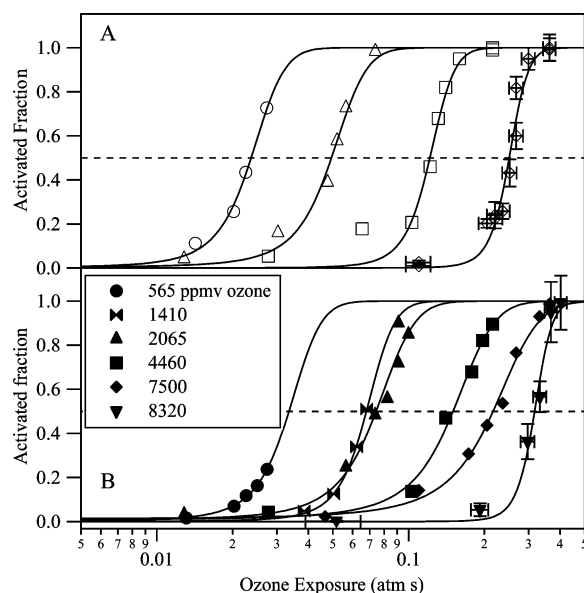 A
Activated Fraction
1.0
0.8
0.6
0.4
0.2
0.0
565 ppmv ozone
1410
2065
4460
7500
8320
B
Activated fraction
1.0
0.8
0.6
0.4
0.2
0.0
5 6 7 8 9 2 3 4 5 6 7 8 9 2 3 4 5
0.01 0.1
Ozone Exposure (atm s)